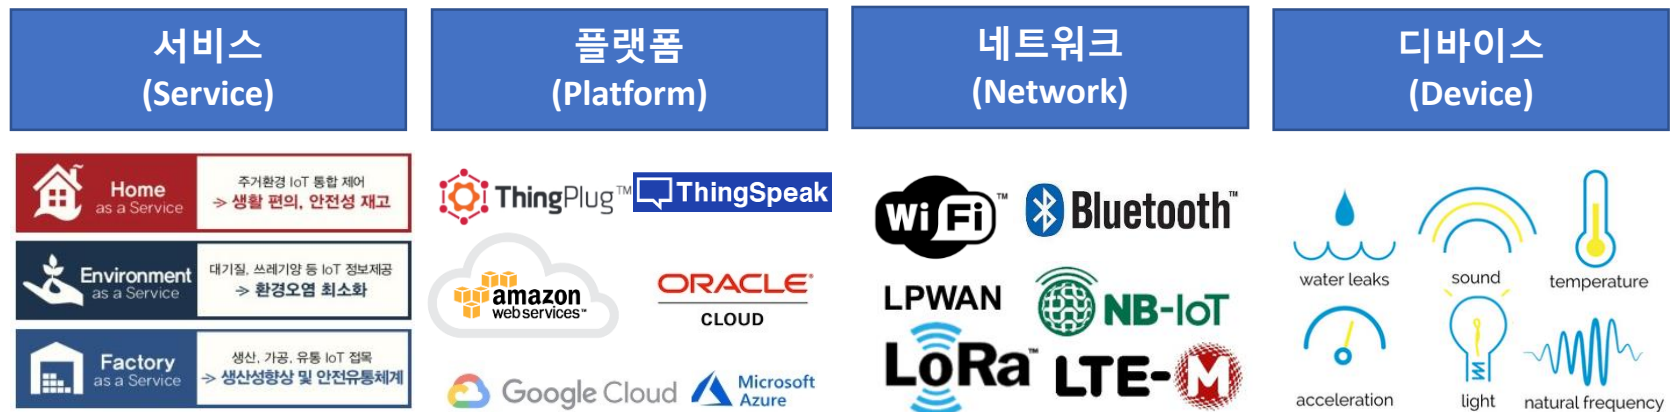 서비스
(Service)
플랫폼
(Platform)
네트워크
(Network)
디바이스
(Device)
Home
as a Service
주거환경 IoT 통합 제어
→ 생활 편의, 안전성 재고
Environment
as a Service
대기질, 쓰레기양 등 IoT 정보제공
→ 환경오염 최소화
Factory
as a Service
생산, 가공, 유통 IoT 접목
→ 생산성향상 및 안전유통체계
ThingPlug™
ThingSpeak
amazon
web services™
ORACLE®
CLOUD
Google Cloud
Microsoft
Azure
Wi Fi™
Bluetooth™
LPWAN
NB-IoT
LoRa™
LTE-M
water leaks
sound
temperature
acceleration
light
natural frequency